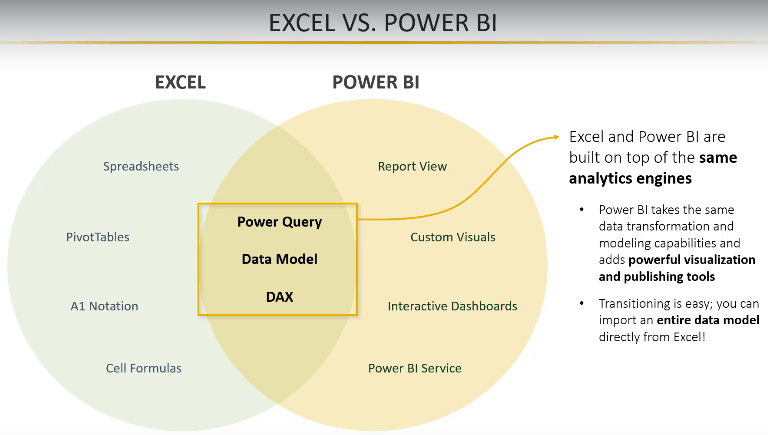 EXCEL VS. POWER BI
EXCEL
POWER BI
Spreadsheets
PivotTables
A1 Notation
Cell Formulas
Power Query
Data Model
DAX
Report View
Custom Visuals
Interactive Dashboards
Power BI Service
Excel and Power BI are
built on top of the same
analytics engines
• Power BI takes the same
data transformation and
modeling capabilities and
adds powerful visualization
and publishing tools
• Transitioning is easy; you can
import an entire data model
directly from Excel!